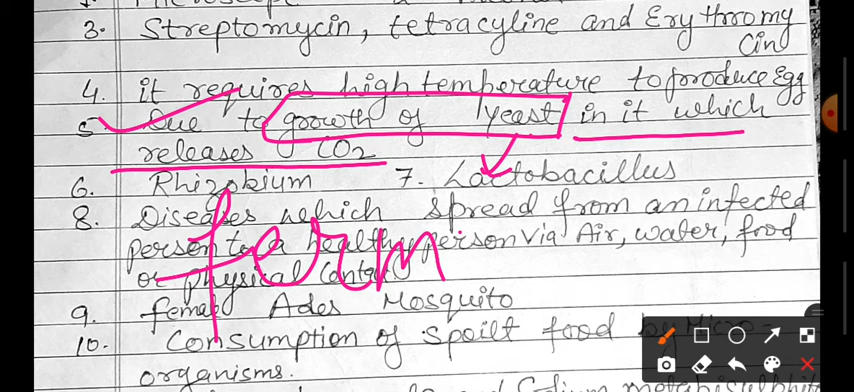 3. Streptomycin, tetracyline and Erythromy
cin
4. it requires high temperature to produce Egg
5 Due to growth of Yeast in it which
releases CO2
6. Rhizobium 7. Lactobacillus
8. Diseases which spread from an infected
person to a healthy person via Air, water, food
or physical Contact
ferm
9. female Ades Mosquito
10. Consumption of spoilt food by Micro-
organisms.